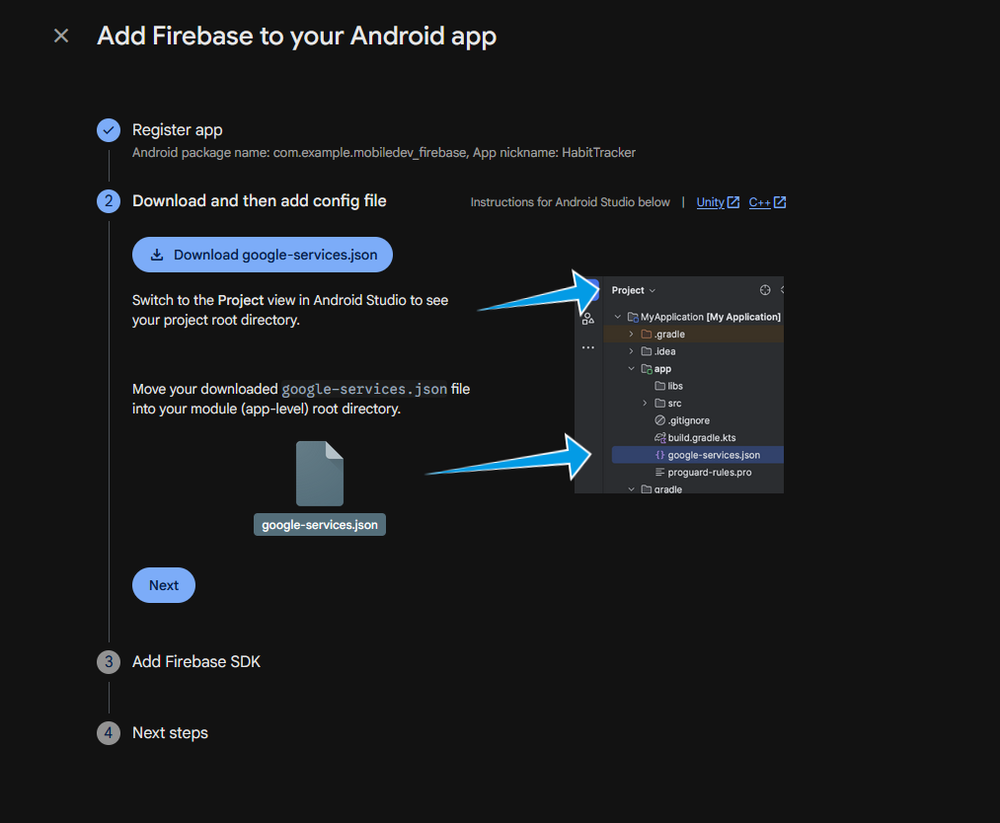 Add Firebase to your Android app
Register app
Android package name: com.example.mobiledev_firebase, App nickname: HabitTracker
2 Download and then add config file
Instructions for Android Studio below | Unity C++
Download google-services.json
Switch to the Project view in Android Studio to see
your project root directory.
Move your downloaded google-services.json file
into your module (app-level) root directory.
google-services.json
Project
MyApplication [My Application]
.gradle
.idea
app
libs
src
.gitignore
build.gradle.kts
{} google-services.json
proguard-rules.pro
gradle
Next
3 Add Firebase SDK
4 Next steps